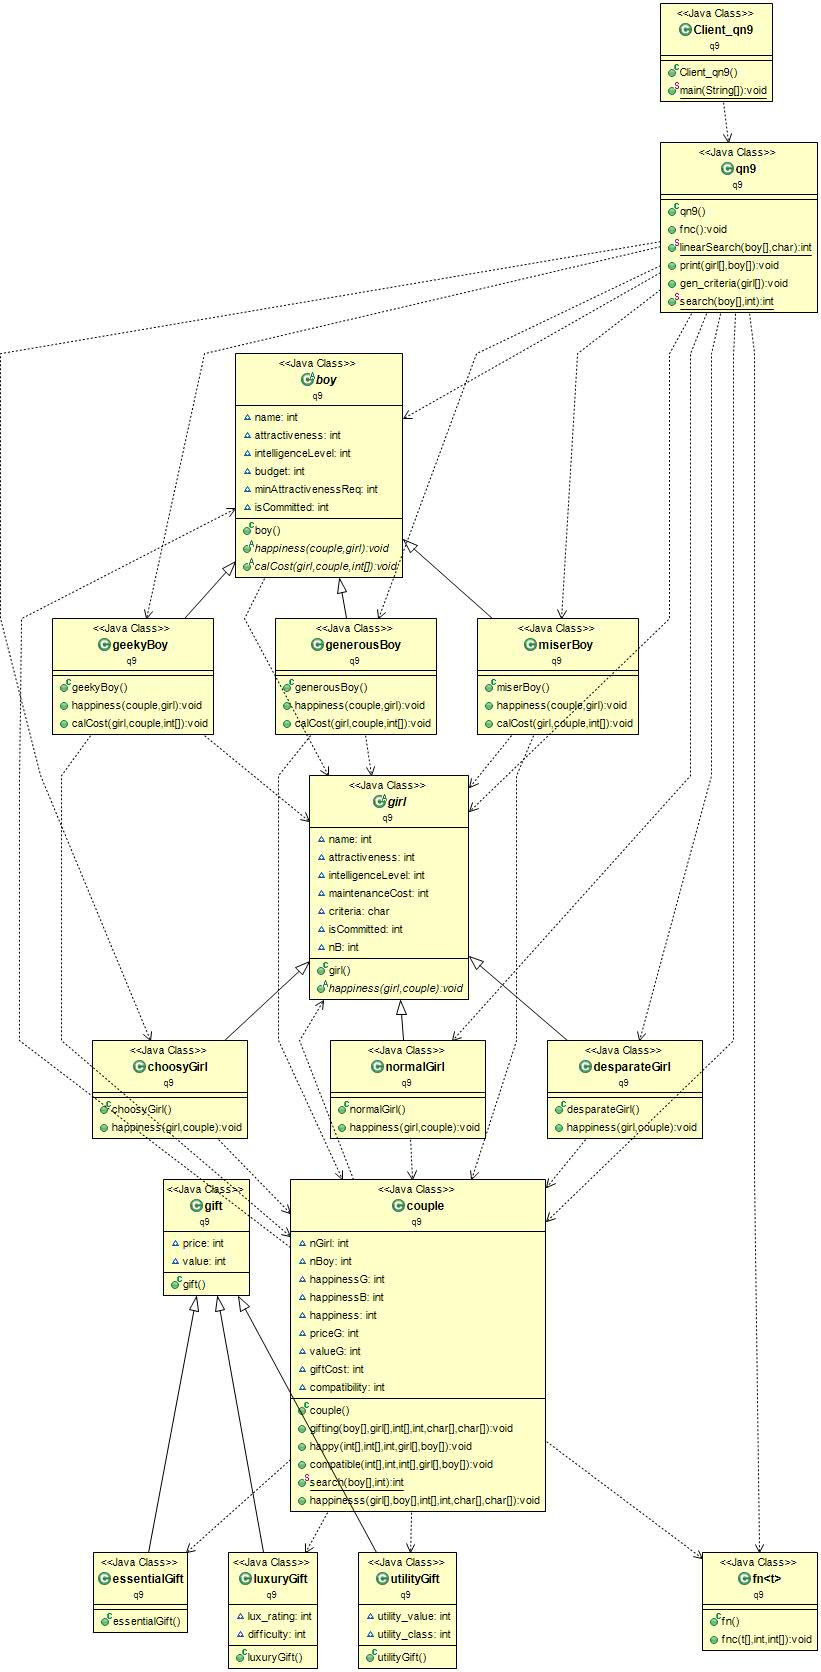 <<Java Class>>
Client_qn9
q9
Client_qn9()
main(String[]):void
<<Java Class>>
qn9
q9
qn9()
fnc():void
linearSearch(boy[],char):int
print(girl[],boy[]):void
gen_criteria(girl[]):void
search(boy[],int):int
<<Java Class>>
boy
q9
name: int
attractiveness: int
intelligenceLevel: int
budget: int
minAttractivenessReq: int
isCommitted: int
boy()
happiness(couple,girl):void
calCost(girl,couple,int[]):void
<<Java Class>>
geekyBoy
q9
geekyBoy()
happiness(couple,girl):void
calCost(girl,couple,int[]):void
<<Java Class>>
generousBoy
q9
generousBoy()
happiness(couple,girl):void
calCost(girl,couple,int[]):void
<<Java Class>>
miserBoy
q9
miserBoy()
happiness(couple,girl):void
calCost(girl,couple,int[]):void
<<Java Class>>
girl
q9
name: int
attractiveness: int
intelligenceLevel: int
maintenanceCost: int
criteria: char
isCommitted: int
nB: int
girl()
happiness(girl,couple):void
<<Java Class>>
choosyGirl
q9
choosyGirl()
happiness(girl,couple):void
<<Java Class>>
normalGirl
q9
normalGirl()
happiness(girl,couple):void
<<Java Class>>
desparateGirl
q9
desparateGirl()
happiness(girl,couple):void
<<Java Class>>
gift
q9
price: int
value: int
gift()
<<Java Class>>
couple
q9
nGirl: int
nBoy: int
happinessG: int
happinessB: int
happiness: int
priceG: int
valueG: int
giftCost: int
compatibility: int
couple()
gifting(boy[],girl[],int[],int,char[],char[]):void
happy(int[],int[],int,girl[],boy[]):void
compatible(int[],int,int[],girl[],boy[]):void
search(boy[],int):int
happinesss(girl[],boy[],int[],int,char[],char[]):void
<<Java Class>>
essentialGift
q9
essentialGift()
<<Java Class>>
luxuryGift
q9
lux_rating: int
difficulty: int
luxuryGift()
<<Java Class>>
utilityGift
q9
utility_value: int
utility_class: int
utilityGift()
<<Java Class>>
fn<t>
q9
fn()
fnc(t[],int,int[]):void